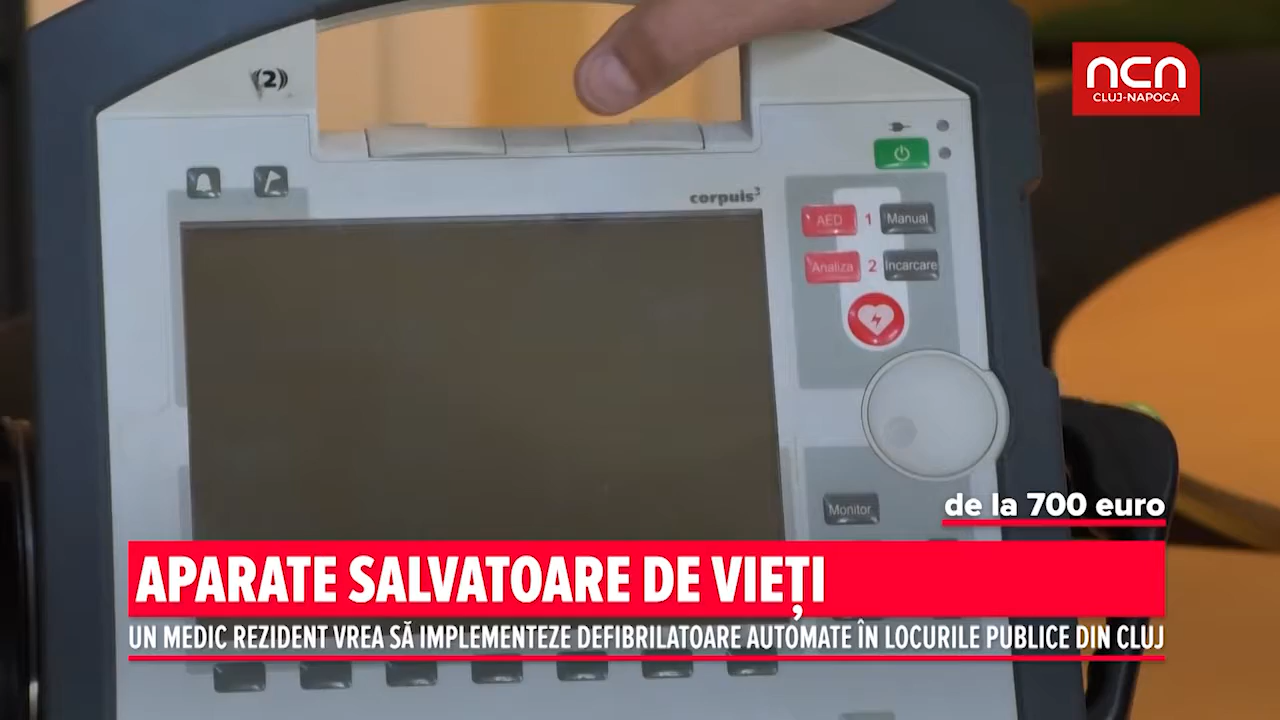 (2)
ncn
CLUJ-NAPOCA
corpuls³
AED 1 Manual
Analiza 2 Incarcare
Monitor
de la 700 euro
APARATE SALVATOARE DE VIEȚI
UN MEDIC REZIDENT VREA SĂ IMPLEMENTEZE DEFIBRILATOARE AUTOMATE ÎN LOCURILE PUBLICE DIN CLUJ